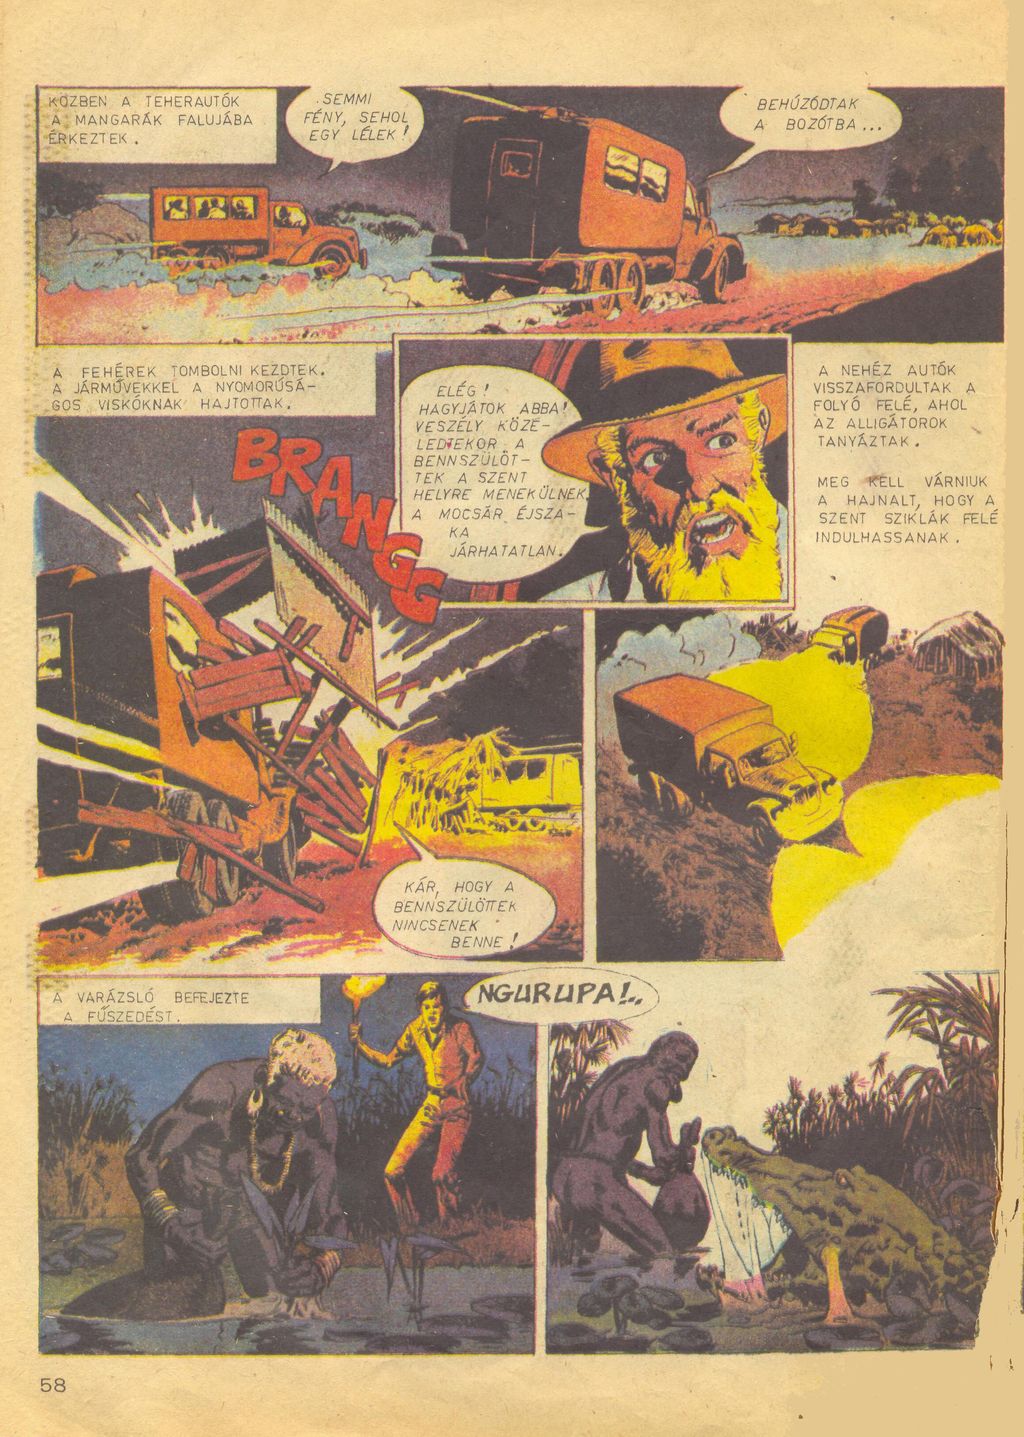 KÖZBEN A TEHERAUTÓK
A MANGARÁK FALUJÁBA
ÉRKEZTEK.
SEMMI
FÉNY, SEHOL
EGY LÉLEK!
BEHÚZÓDTAK
A BOZÓTBA...
A FEHÉREK TOMBOLNI KEZDTEK.
A JÁRMŰVEKKEL A NYOMORÚSÁ-
GOS VISKÓKNAK HAJTOTTAK.
BRANGG
ELÉG!
HAGYJÁTOK ABBA!
VESZÉLY KÖZE-
LEDTEKOR A
BENNSZÜLÖT-
TEK A SZENT
HELYRE MENEKÜLNEK,
A MOCSÁR ÉJSZA-
KA
JÁRHATATLAN.
A NEHÉZ AUTÓK
VISSZAFORDULTAK A
FOLYÓ FELÉ, AHOL
AZ ALLIGÁTOROK
TANYÁZTAK.
MEG KELL VÁRNIUK
A HAJNALT, HOGY A
SZENT SZIKLÁK FELÉ
INDULHASSANAK.
KÁR, HOGY A
BENNSZÜLÖTTEK
NINCSENEK
BENNE!
A VARÁZSLÓ BEFEJEZTE
A FŰSZEDÉST.
NGURUPA!..
58